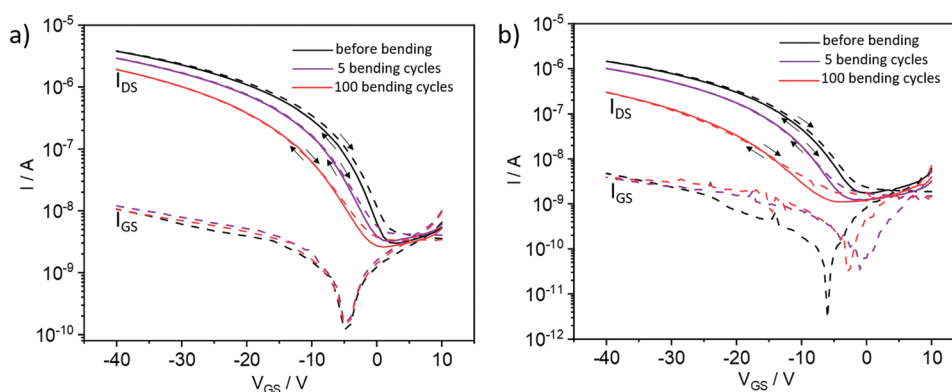 a)
10⁻⁵
10⁻⁶
10⁻⁷
10⁻⁸
10⁻⁹
10⁻¹⁰
I / A
before bending
5 bending cycles
100 bending cycles
I_DS
I_GS
-40 -30 -20 -10 0 10
V_GS / V
b)
10⁻⁵
10⁻⁶
10⁻⁷
10⁻⁸
10⁻⁹
10⁻¹⁰
10⁻¹¹
10⁻¹²
I / A
before bending
5 bending cycles
100 bending cycles
I_DS
I_GS
-40 -30 -20 -10 0 10
V_GS / V